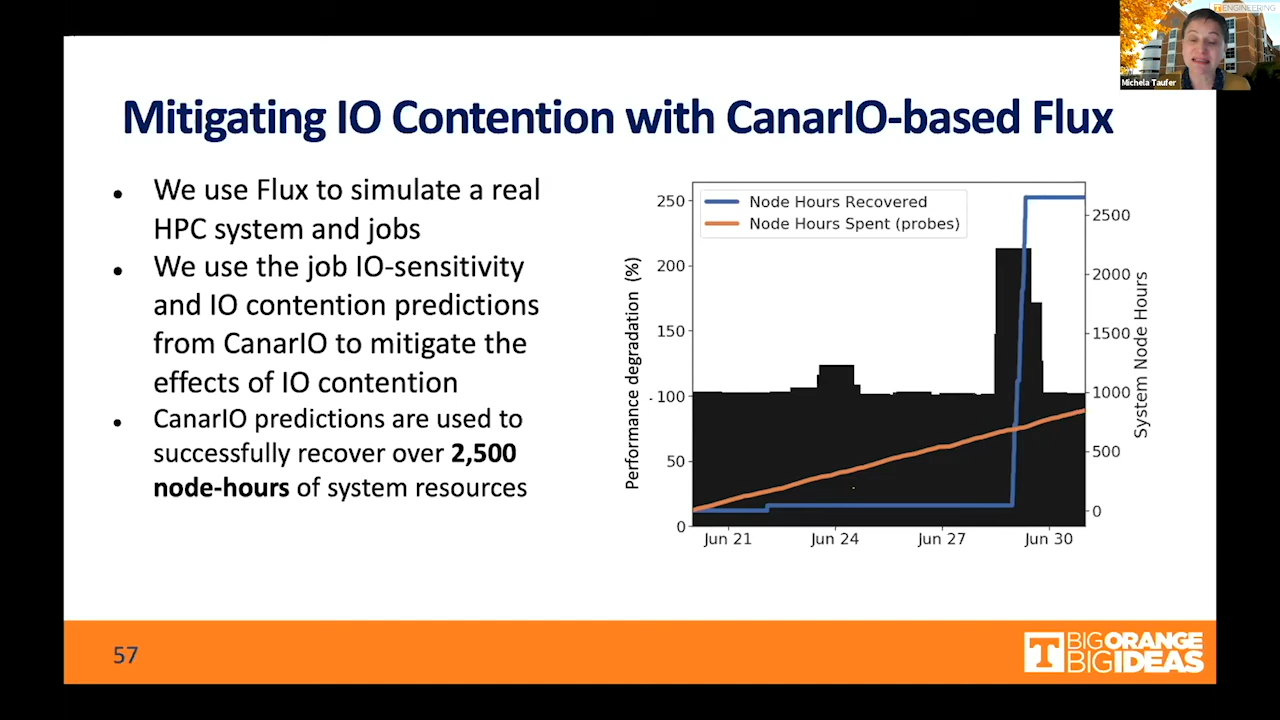 ENGINEERING
Michela Taufer
Mitigating IO Contention with CanarIO-based Flux
• We use Flux to simulate a real
HPC system and jobs
• We use the job IO-sensitivity
and IO contention predictions
from CanarIO to mitigate the
effects of IO contention
• CanarIO predictions are used to
successfully recover over 2,500
node-hours of system resources
Node Hours Recovered
Node Hours Spent (probes)
Performance degradation (%)
250
200
150
100
50
0
2500
2000
1500
1000
500
0
System Node Hours
Jun 21
Jun 24
Jun 27
Jun 30
57
T
BIGORANGE
BIGIDEAS